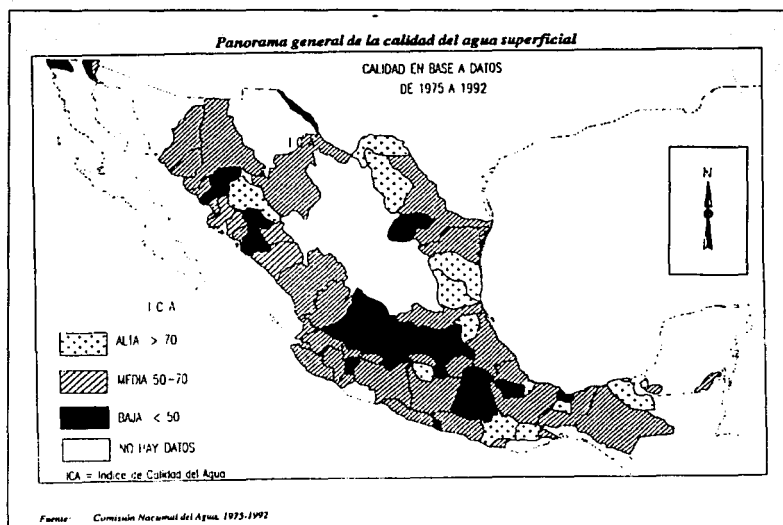 Panorama general de la calidad del agua superficial
CALIDAD EN BASE A DATOS
DE 1975 A 1992
ICA
N
I C A
ALTA > 70
MEDIA 50-70
BAJA < 50
NO HAY DATOS
ICA = Indice de Calidad del Agua
Fuente: Comisión Nacional del Agua, 1975-1992